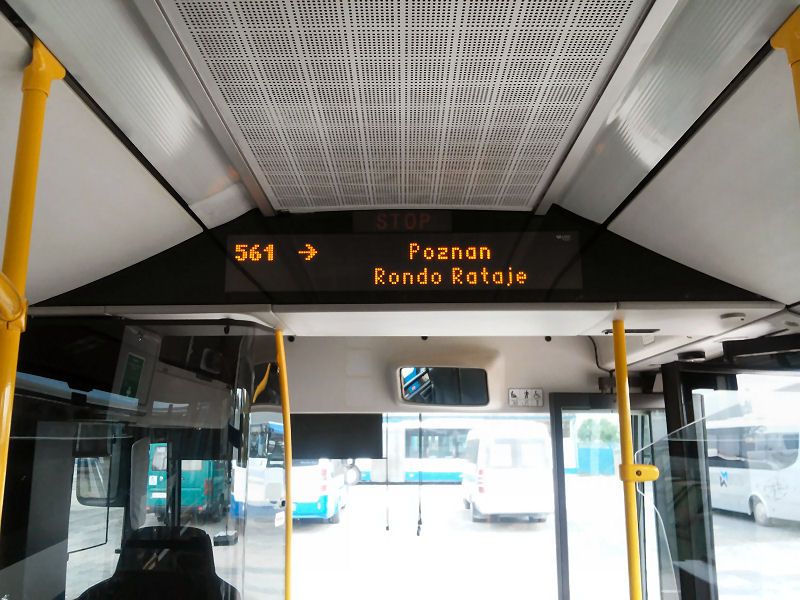 STOP
561 → Poznan
Rondo Rataje